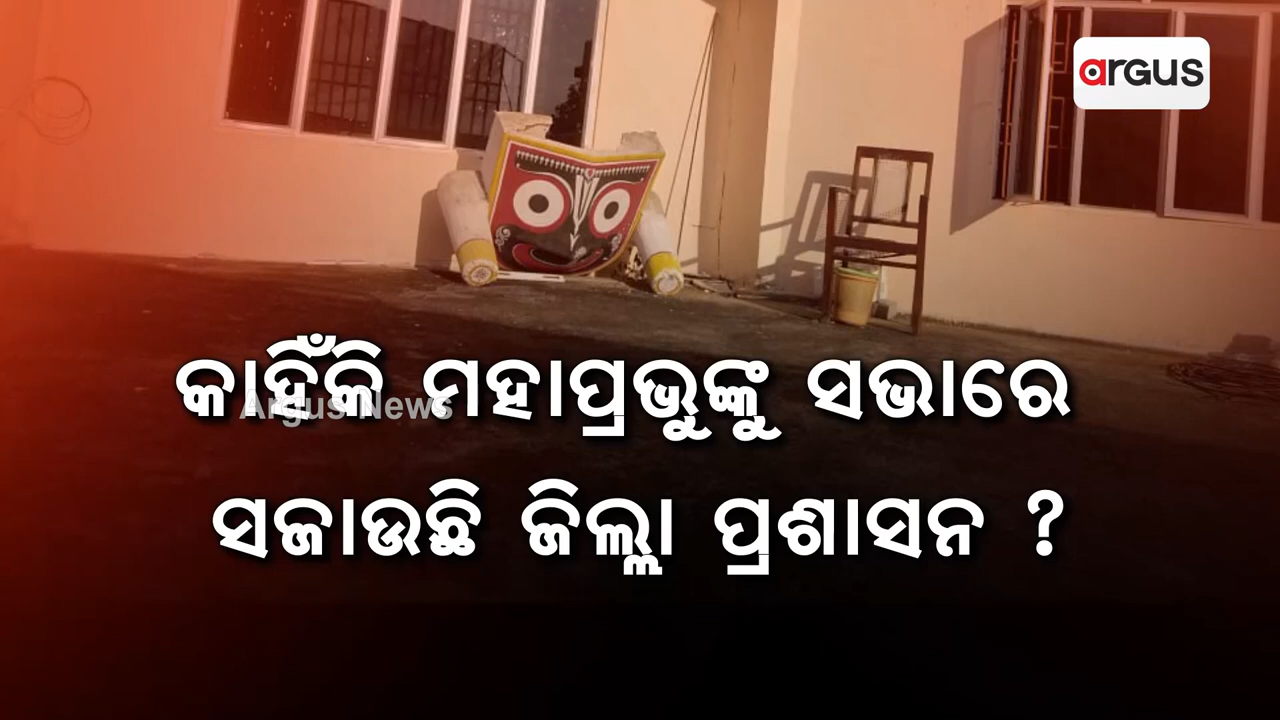 argus
କାହିଁକି ମହାପ୍ରଭୁଙ୍କୁ ସଭାରେ
Argus News
ସଜାଉଛି ଜିଲ୍ଲା ପ୍ରଶାସନ ?